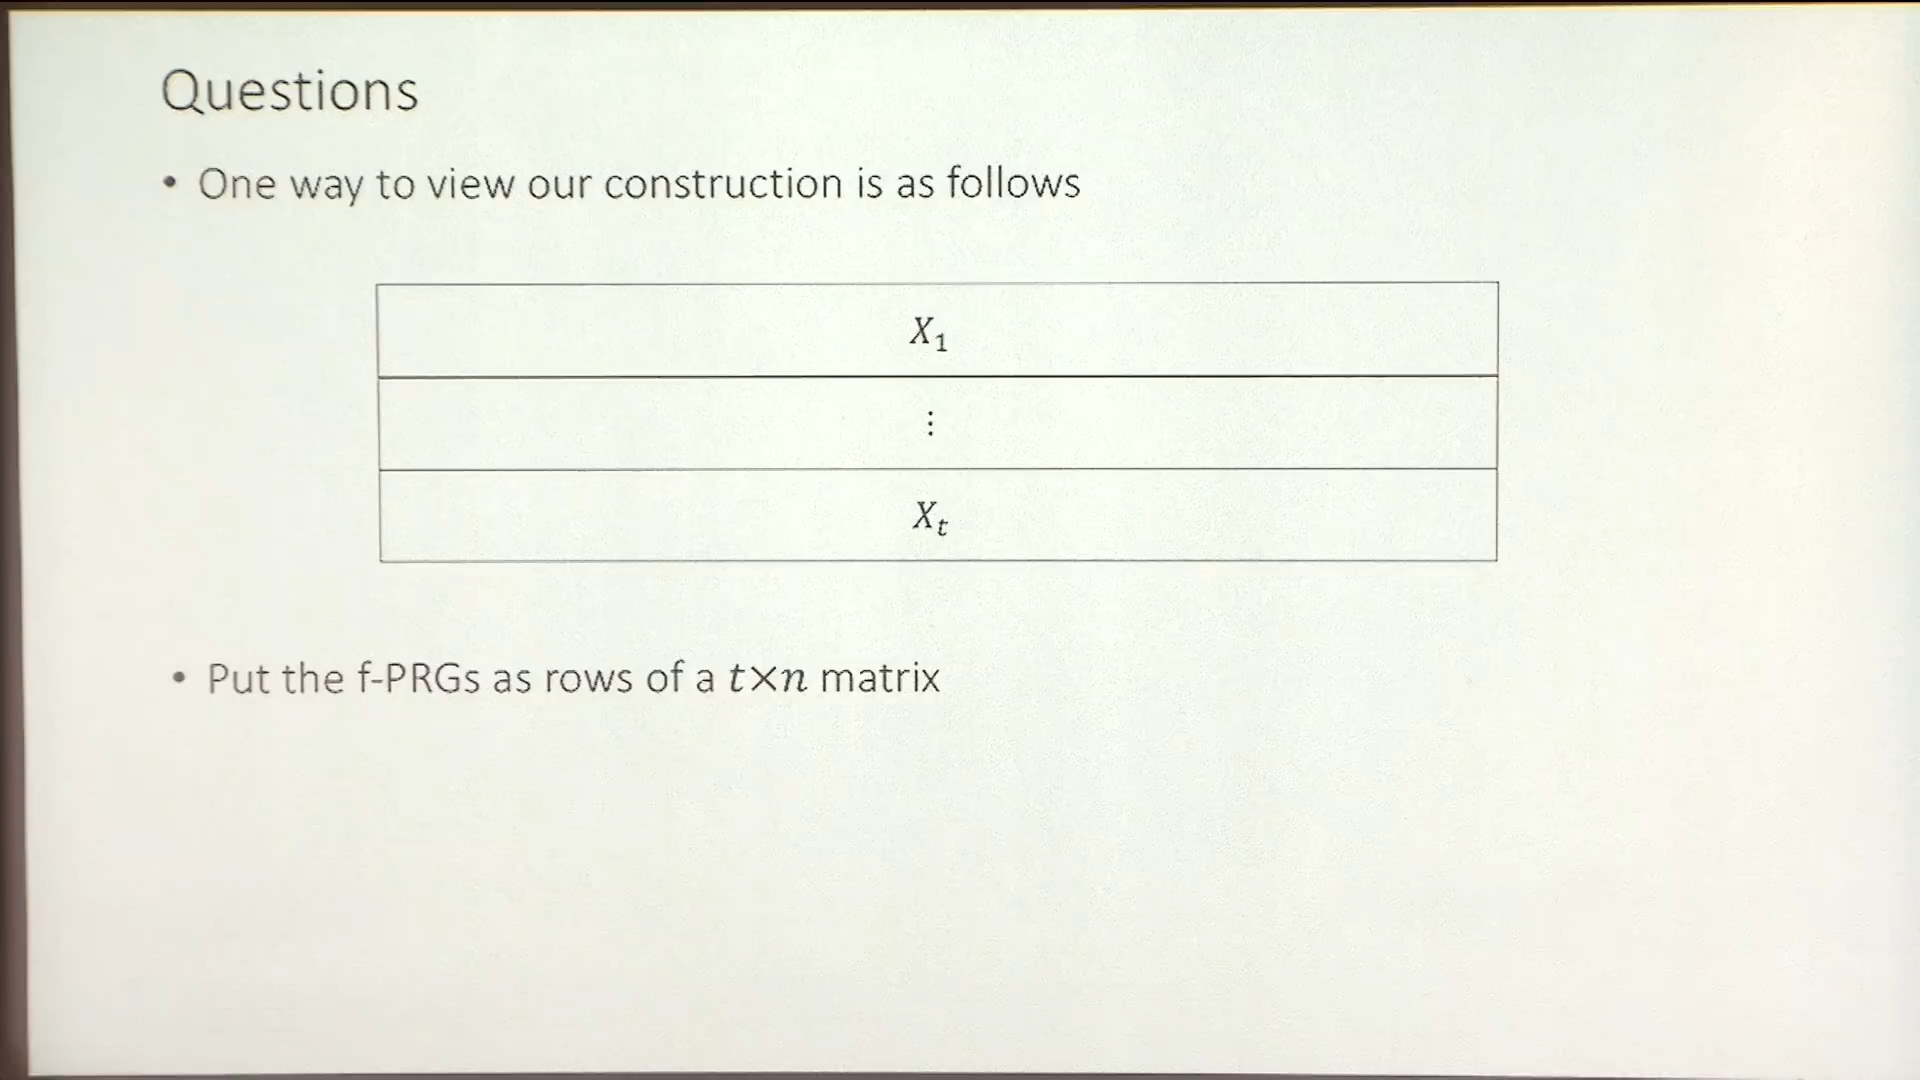 Questions
• One way to view our construction is as follows
X₁
⋮
Xₜ
• Put the f-PRGs as rows of a t×n matrix